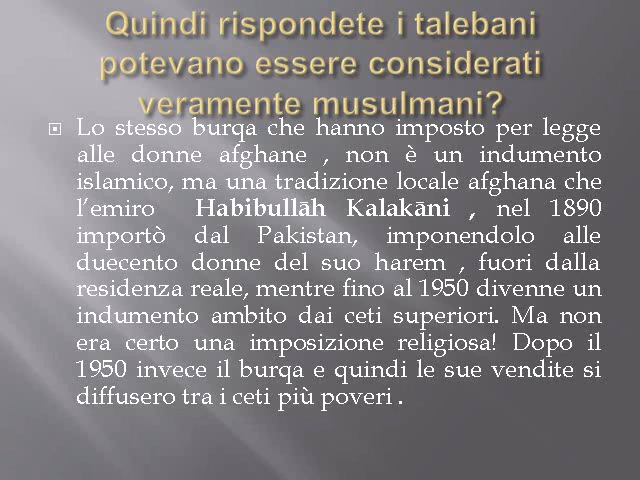 Quindi rispondete i talebani
potevano essere considerati
veramente musulmani?
Lo stesso burqa che hanno imposto per legge
alle donne afghane , non è un indumento
islamico, ma una tradizione locale afghana che
l'emiro Habibullāh Kalakāni , nel 1890
importò dal Pakistan, imponendolo alle
duecento donne del suo harem , fuori dalla
residenza reale, mentre fino al 1950 divenne un
indumento ambito dai ceti superiori. Ma non
era certo una imposizione religiosa! Dopo il
1950 invece il burqa e quindi le sue vendite si
diffusero tra i ceti più poveri .